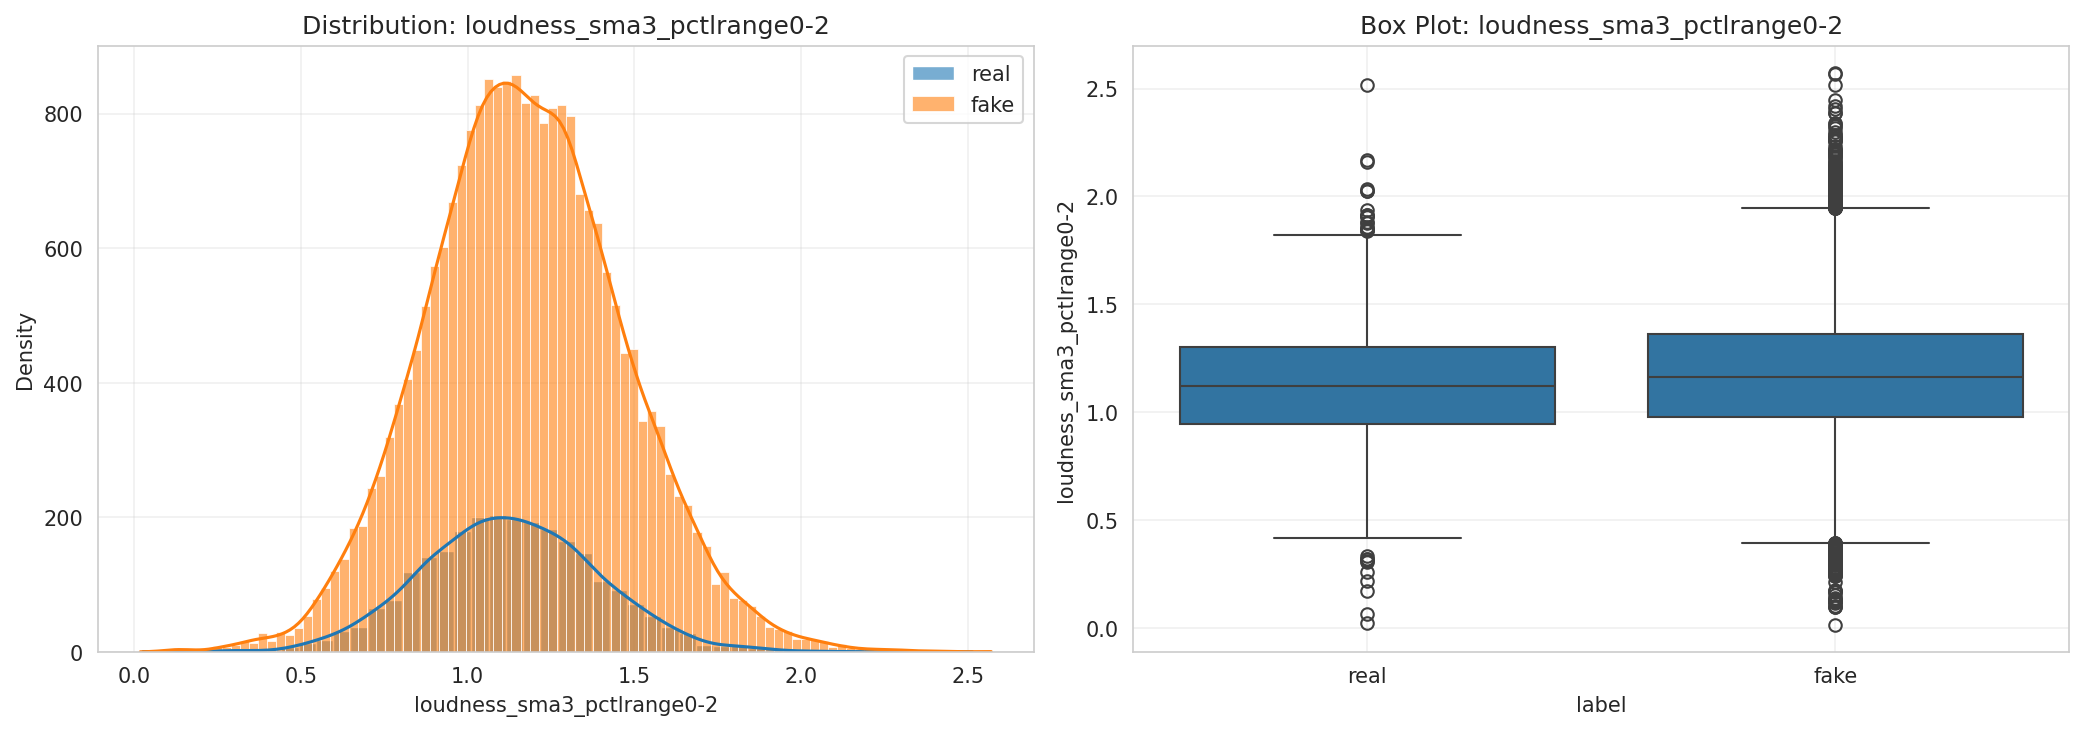 Distribution: loudness_sma3_pctlrange0-2
real
fake
Density
800
600
400
200
0
0.0 0.5 1.0 1.5 2.0 2.5
loudness_sma3_pctlrange0-2
Box Plot: loudness_sma3_pctlrange0-2
loudness_sma3_pctlrange0-2
2.5
2.0
1.5
1.0
0.5
0.0
real fake
label